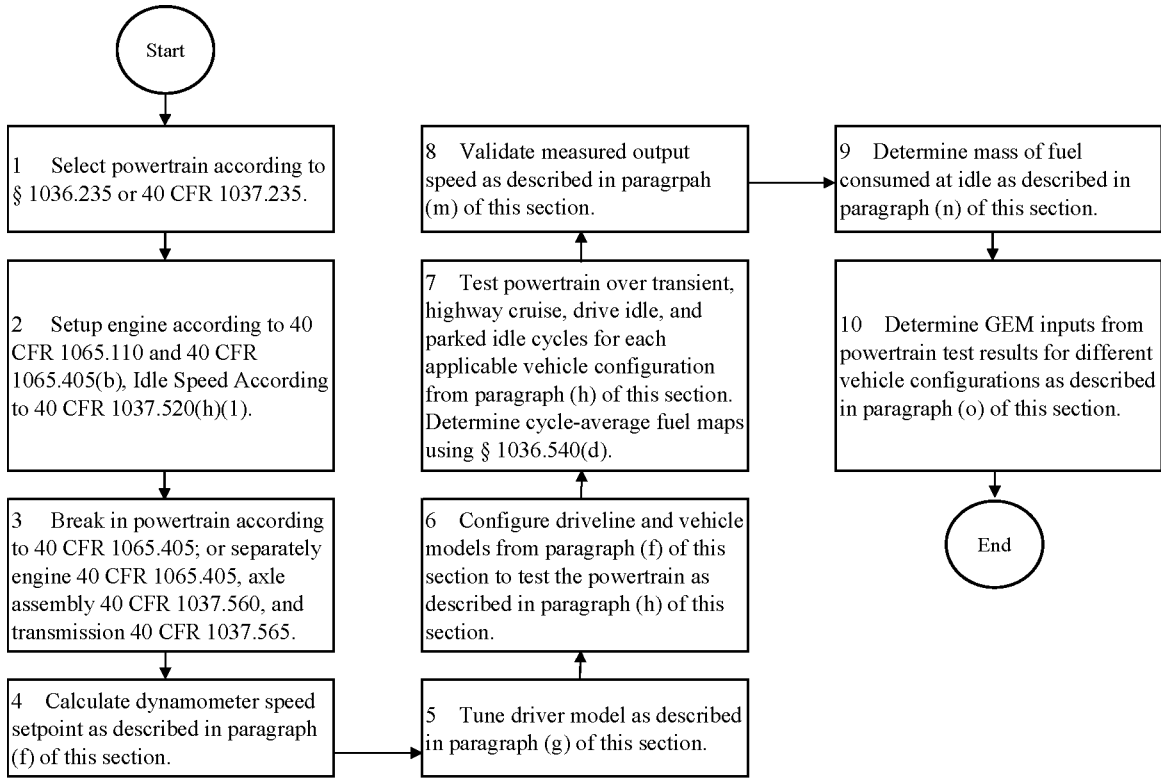 Start
1 Select powertrain according to
§ 1036.235 or 40 CFR 1037.235.
2 Setup engine according to 40
CFR 1065.110 and 40 CFR
1065.405(b), Idle Speed According
to 40 CFR 1037.520(h)(1).
3 Break in powertrain according
to 40 CFR 1065.405; or separately
engine 40 CFR 1065.405, axle
assembly 40 CFR 1037.560, and
transmission 40 CFR 1037.565.
4 Calculate dynamometer speed
setpoint as described in paragraph
(f) of this section.
5 Tune driver model as described
in paragraph (g) of this section.
6 Configure driveline and vehicle
models from paragraph (f) of this
section to test the powertrain as
described in paragraph (h) of this
section.
7 Test powertrain over transient,
highway cruise, drive idle, and
parked idle cycles for each
applicable vehicle configuration
from paragraph (h) of this section.
Determine cycle-average fuel maps
using § 1036.540(d).
8 Validate measured output
speed as described in paragrpah
(m) of this section.
9 Determine mass of fuel
consumed at idle as described in
paragraph (n) of this section.
10 Determine GEM inputs from
powertrain test results for different
vehicle configurations as described
in paragraph (o) of this section.
End